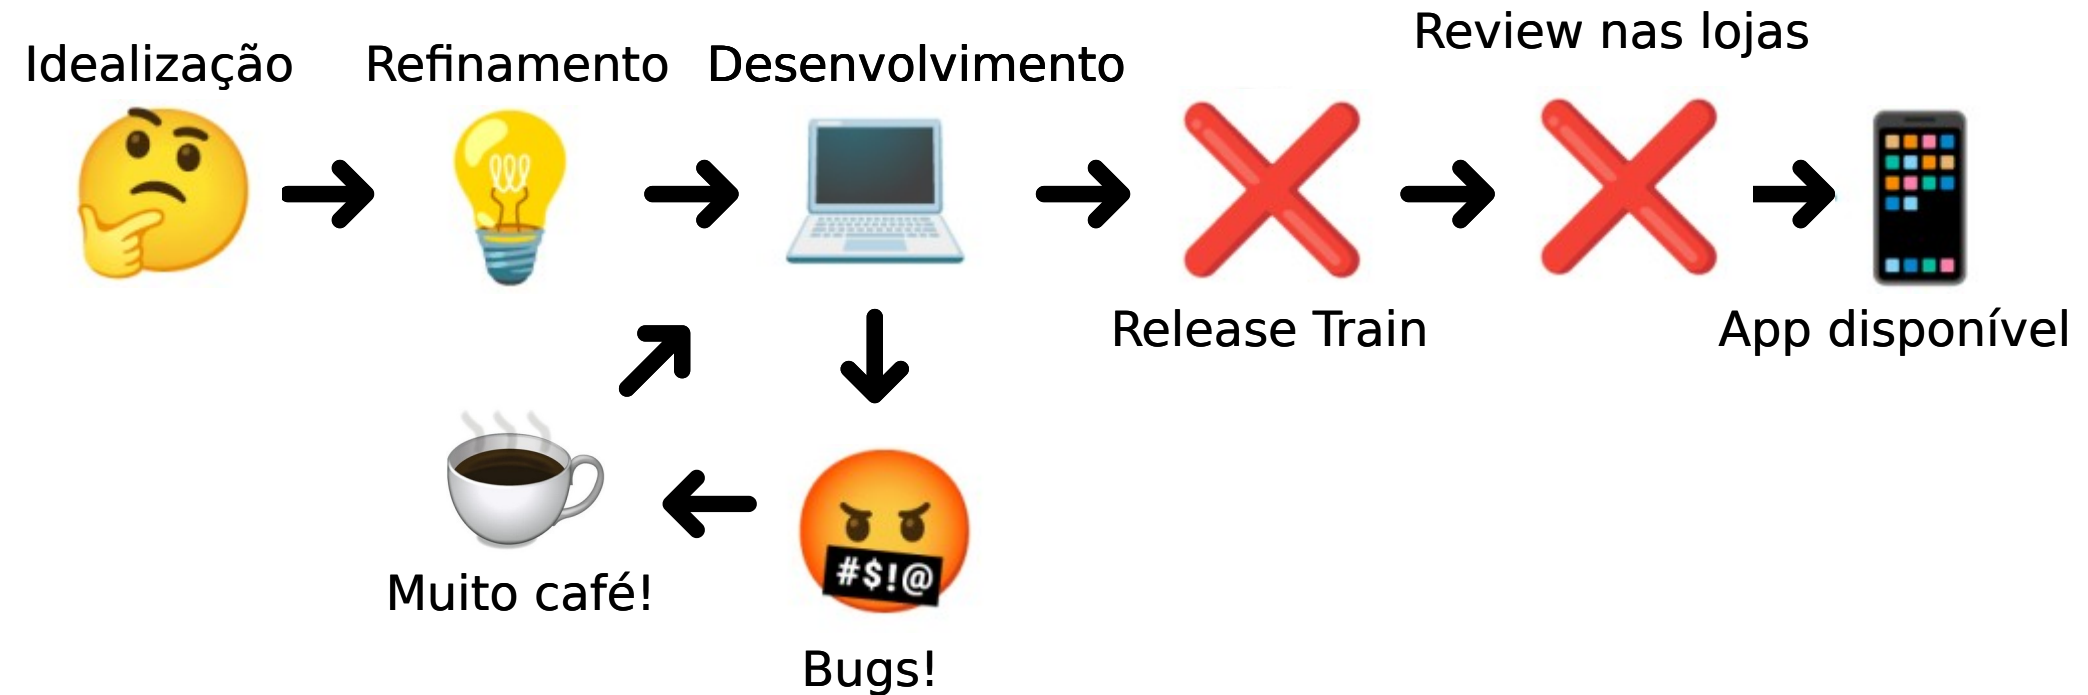 Review nas lojas
Idealização
Refinamento
Desenvolvimento
Release Train
App disponível
#$!@
Muito café!
Bugs!